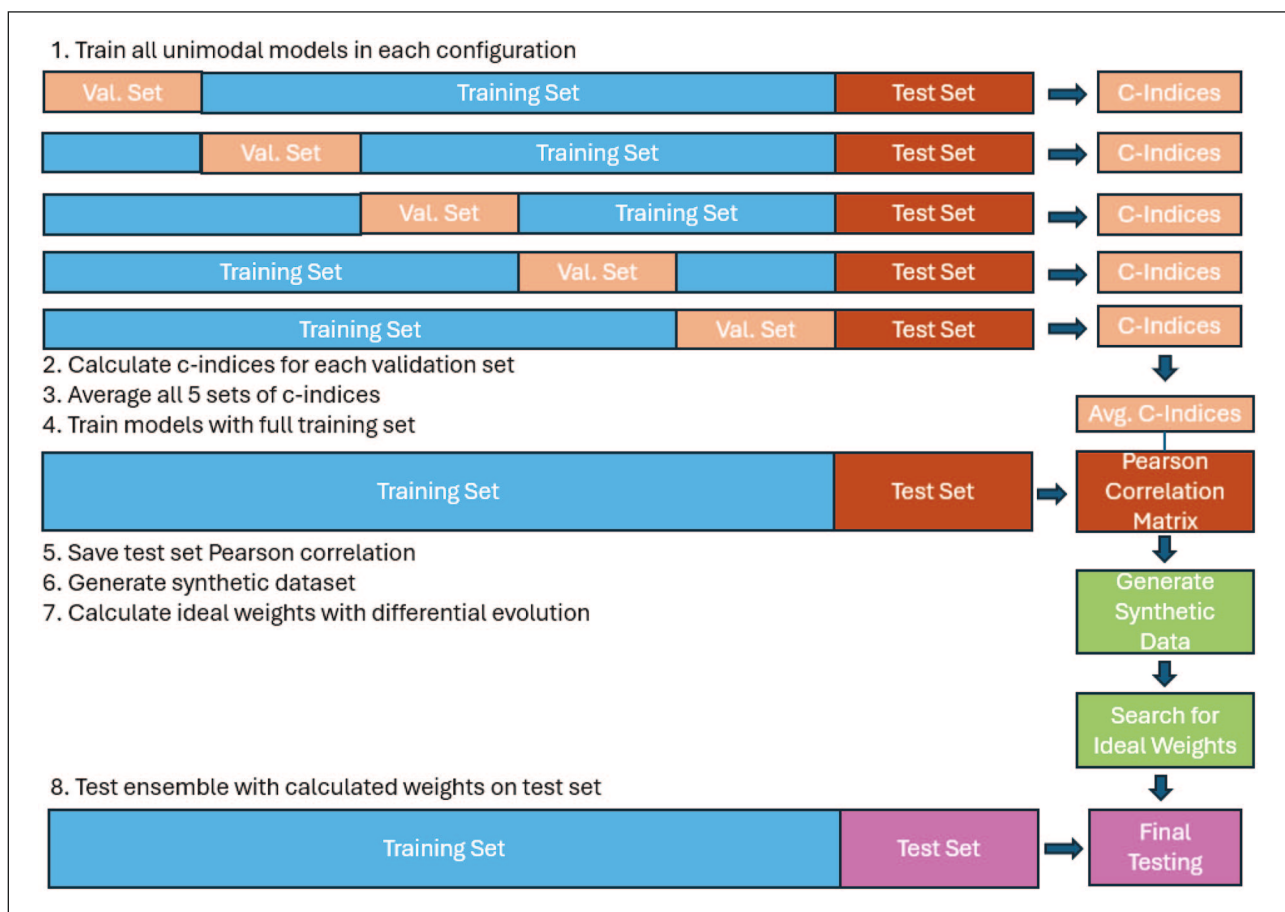 1. Train all unimodal models in each configuration
Val. Set Training Set Test Set C-Indices
Val. Set Training Set Test Set C-Indices
Val. Set Training Set Test Set C-Indices
Training Set Val. Set Test Set C-Indices
Training Set Val. Set Test Set C-Indices
2. Calculate c-indices for each validation set
3. Average all 5 sets of c-indices
4. Train models with full training set
Avg. C-Indices
Training Set Test Set
Pearson
Correlation
Matrix
5. Save test set Pearson correlation
6. Generate synthetic dataset
7. Calculate ideal weights with differential evolution
Generate
Synthetic
Data
Search for
Ideal Weights
8. Test ensemble with calculated weights on test set
Training Set Test Set
Final
Testing